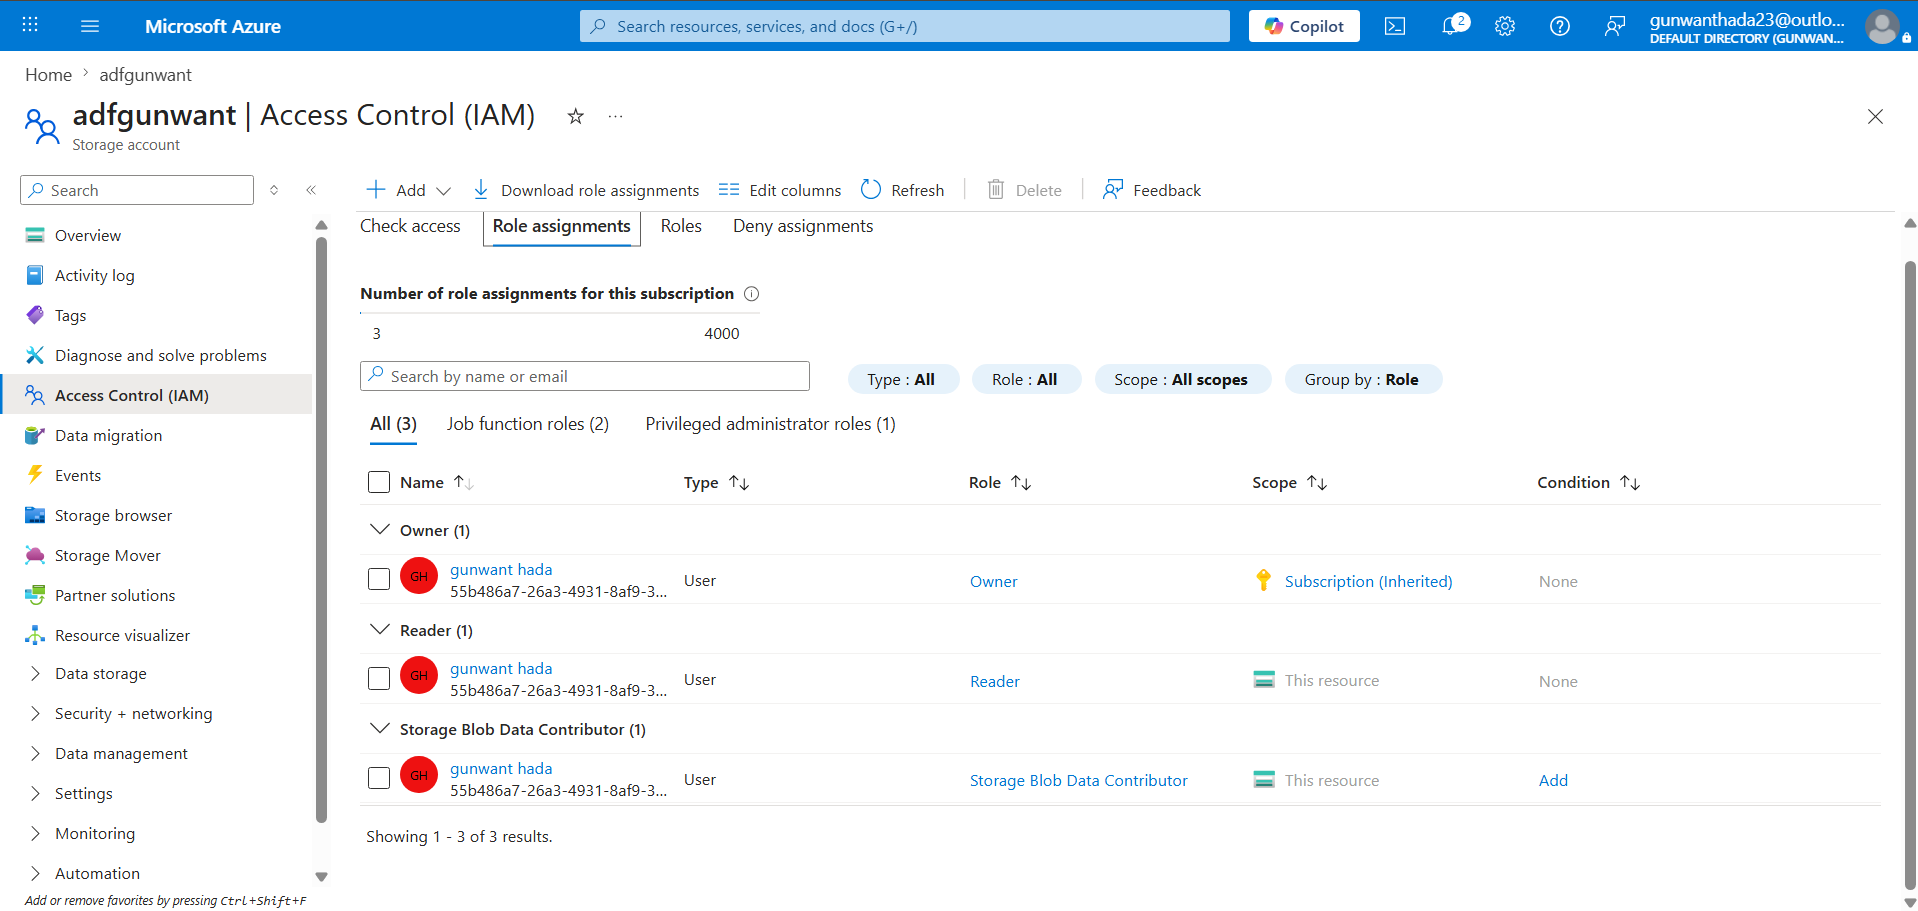 Microsoft Azure
Search resources, services, and docs (G+/)
Copilot
2
gunwanthada23@outlo...
DEFAULT DIRECTORY (GUNWAN...
Home > adfgunwant
adfgunwant | Access Control (IAM)
Storage account
Search
Add
Download role assignments
Edit columns
Refresh
Delete
Feedback
Overview
Activity log
Tags
Diagnose and solve problems
Access Control (IAM)
Data migration
Events
Storage browser
Storage Mover
Partner solutions
Resource visualizer
Data storage
Security + networking
Data management
Settings
Monitoring
Automation
Add or remove favorites by pressing Ctrl+Shift+F
Check access Role assignments Roles Deny assignments
Number of role assignments for this subscription
3 4000
Search by name or email
Type : All Role : All Scope : All scopes Group by : Role
All (3) Job function roles (2) Privileged administrator roles (1)
Name Type Role Scope Condition
Owner (1)
GH gunwant hada User Owner Subscription (Inherited) None
55b486a7-26a3-4931-8af9-3...
Reader (1)
GH gunwant hada User Reader This resource None
55b486a7-26a3-4931-8af9-3...
Storage Blob Data Contributor (1)
GH gunwant hada User Storage Blob Data Contributor This resource Add
55b486a7-26a3-4931-8af9-3...
Showing 1 - 3 of 3 results.